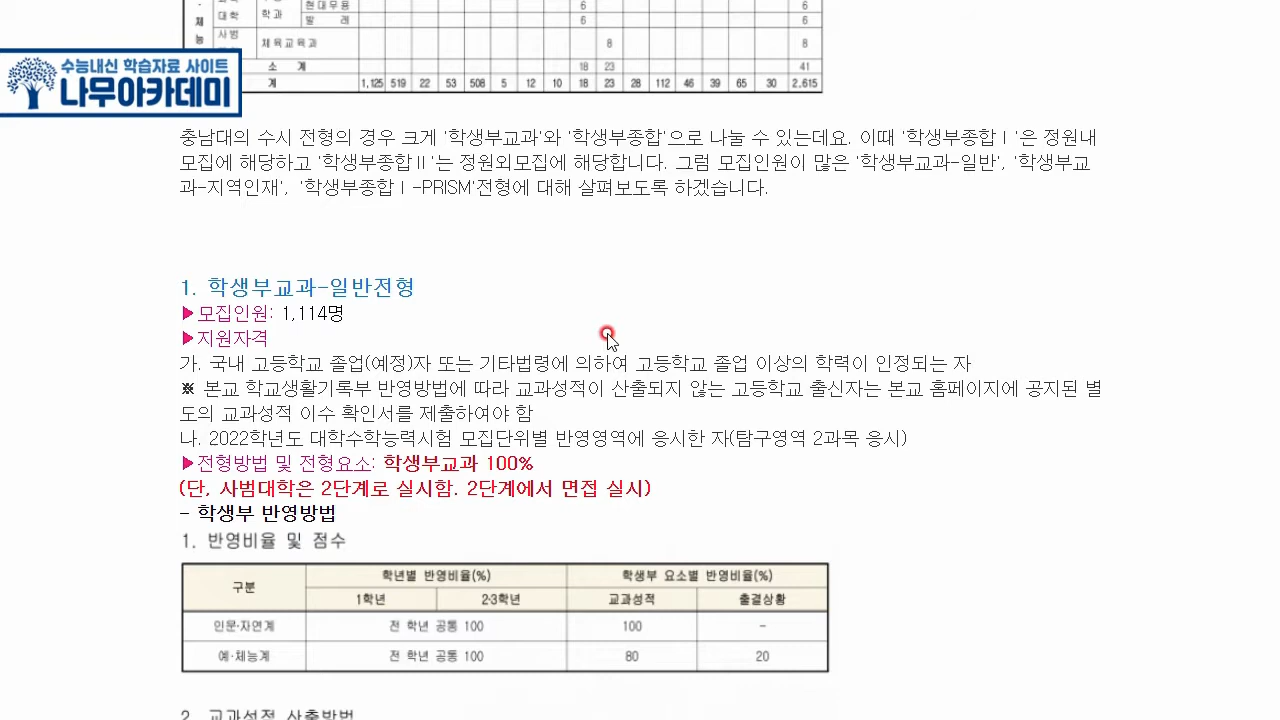 현대무용 6 6
대학 학과 발 레 6 6
체 사범 체육교육과 8 8
능
소 계 18 23 41
계 1,125 519 22 53 508 5 12 10 18 23 28 112 46 39 65 30 2,615
수능내신 학습자료 사이트
나무아카데미
충남대의 수시 전형의 경우 크게 '학생부교과'와 '학생부종합'으로 나눌 수 있는데요. 이때 '학생부종합Ⅰ'은 정원내
모집에 해당하고 '학생부종합Ⅱ'는 정원외모집에 해당합니다. 그럼 모집인원이 많은 '학생부교과-일반', '학생부교
과-지역인재', '학생부종합Ⅰ-PRISM'전형에 대해 살펴보도록 하겠습니다.
1. 학생부교과-일반전형
▶모집인원: 1,114명
▶지원자격
가. 국내 고등학교 졸업(예정)자 또는 기타법령에 의하여 고등학교 졸업 이상의 학력이 인정되는 자
※ 본교 학교생활기록부 반영방법에 따라 교과성적이 산출되지 않는 고등학교 출신자는 본교 홈페이지에 공지된 별
도의 교과성적 이수 확인서를 제출하여야 함
나. 2022학년도 대학수학능력시험 모집단위별 반영영역에 응시한 자(탐구영역 2과목 응시)
▶전형방법 및 전형요소: 학생부교과 100%
(단, 사범대학은 2단계로 실시함. 2단계에서 면접 실시)
- 학생부 반영방법
1. 반영비율 및 점수
구분 학년별 반영비율(%) 학생부 요소별 반영비율(%)
1학년 2·3학년 교과성적 출결상황
인문·자연계 전 학년 공통 100 100 -
예·체능계 전 학년 공통 100 80 20
2. 교과성적 산출방법